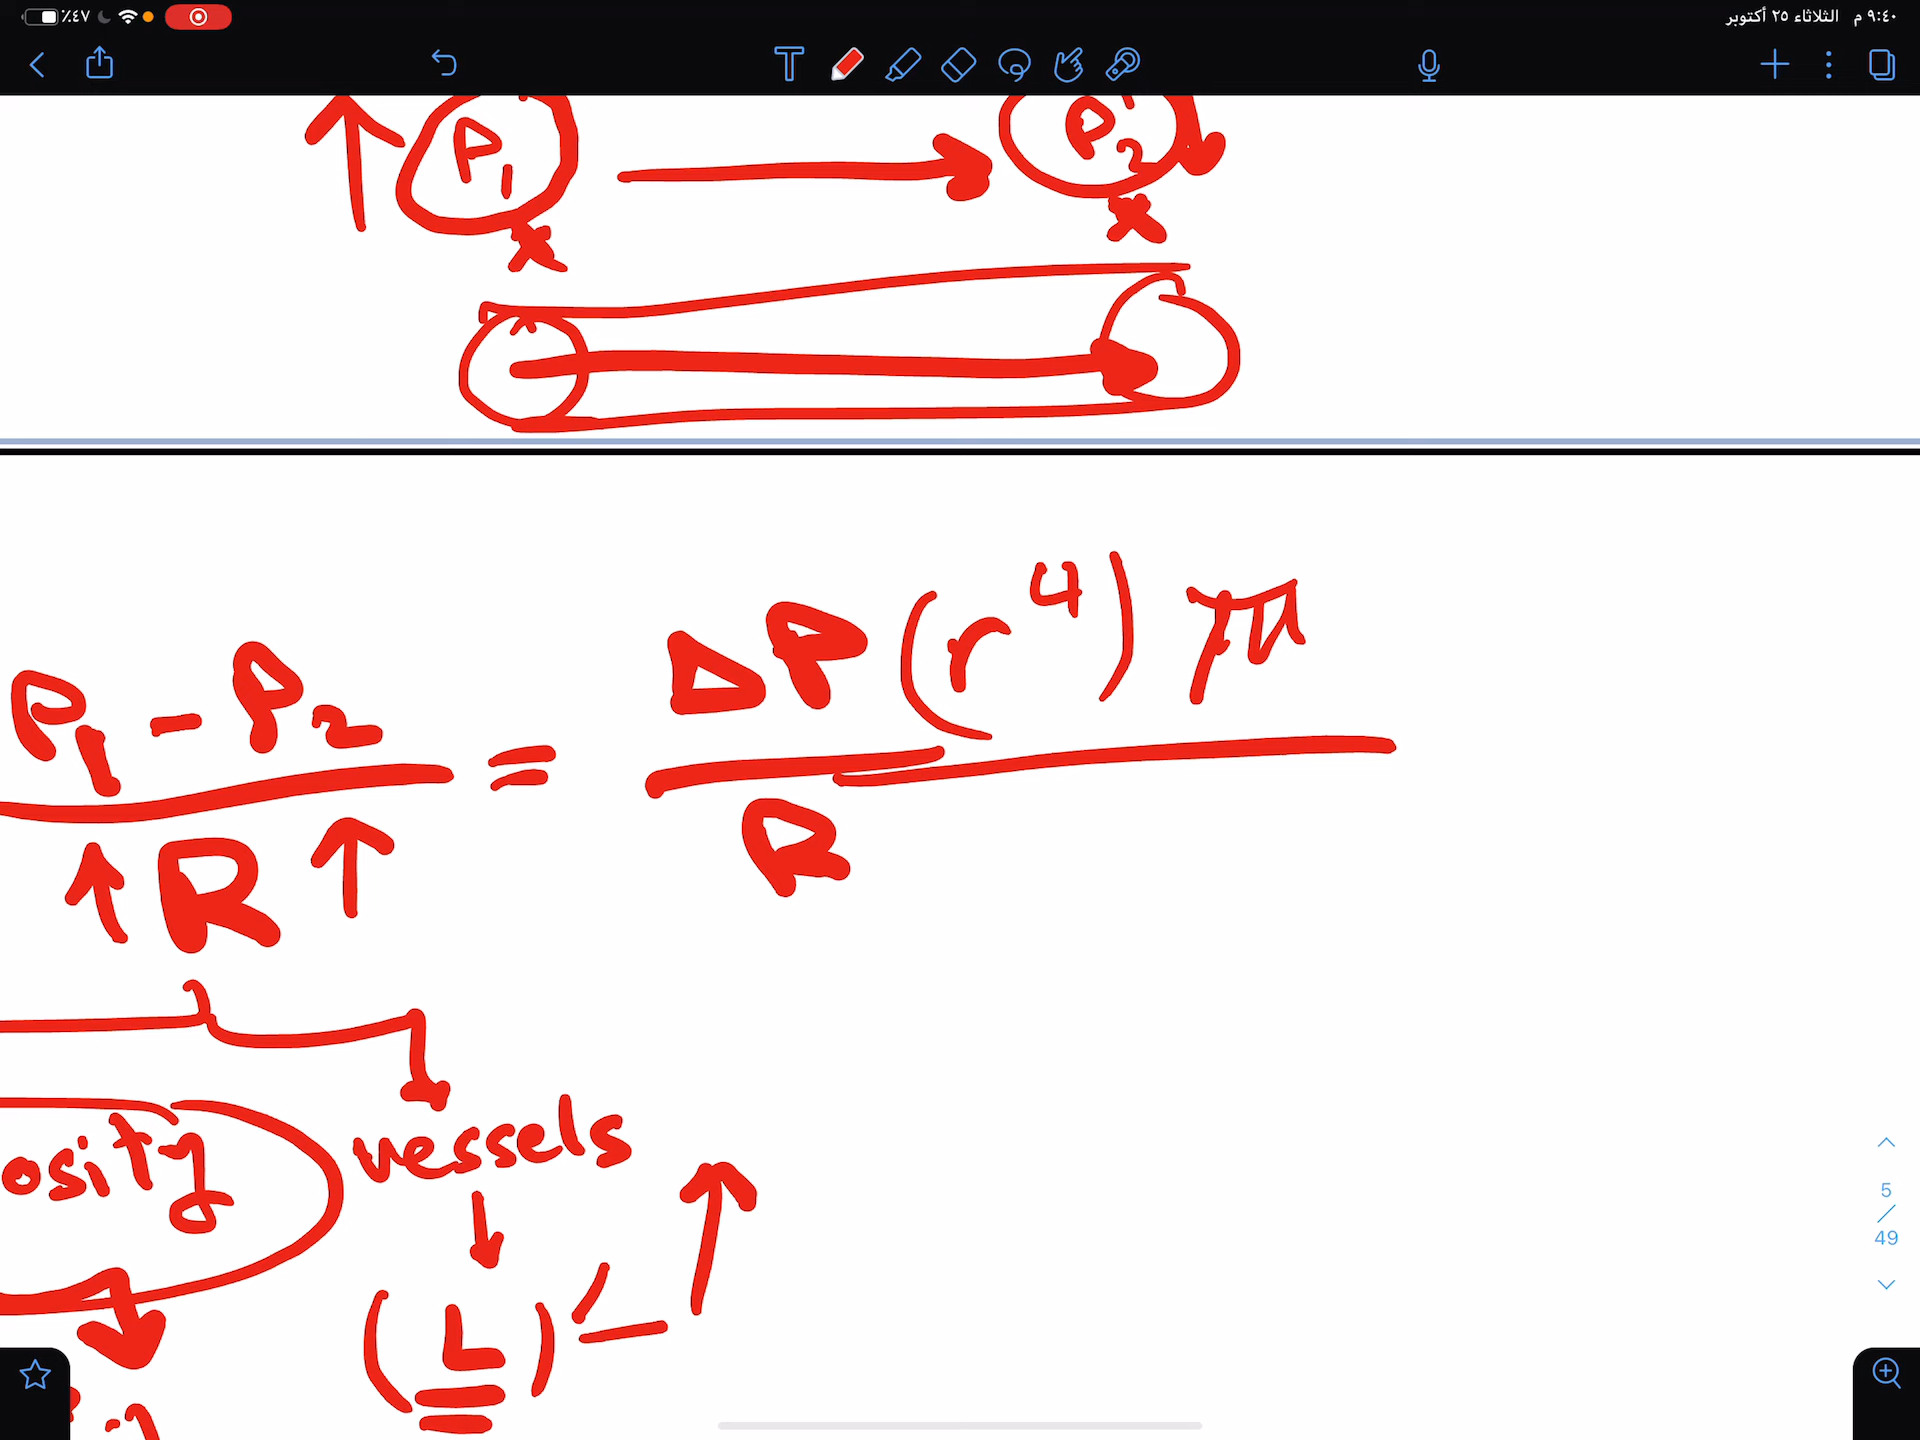 ٪٤٧ ٩:٤٠ م الثلاثاء ٢٥ أكتوبر
T
P1 P2
x x
P1 - P2 = ΔP (r⁴) π
R R
osity vessels
(L)
5
/
49